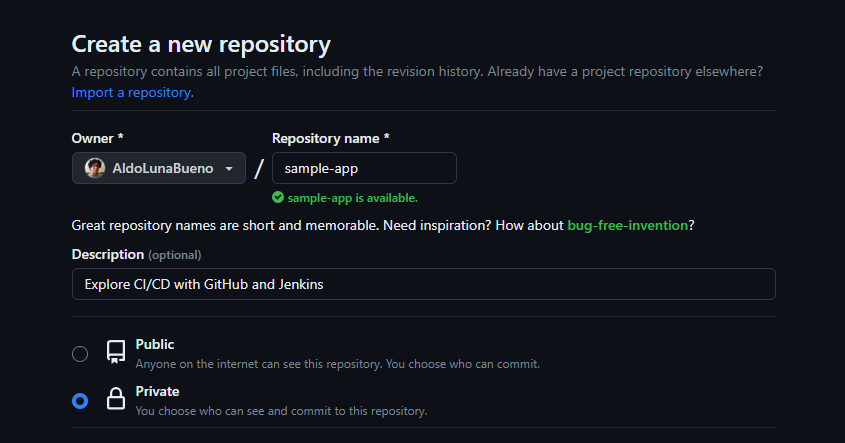 Create a new repository
A repository contains all project files, including the revision history. Already have a project repository elsewhere?
Import a repository.
Owner * Repository name *
AldoLunaBueno / sample-app
sample-app is available.
Great repository names are short and memorable. Need inspiration? How about bug-free-invention?
Description (optional)
Explore CI/CD with GitHub and Jenkins
Public
Anyone on the internet can see this repository. You choose who can commit.
Private
You choose who can see and commit to this repository.